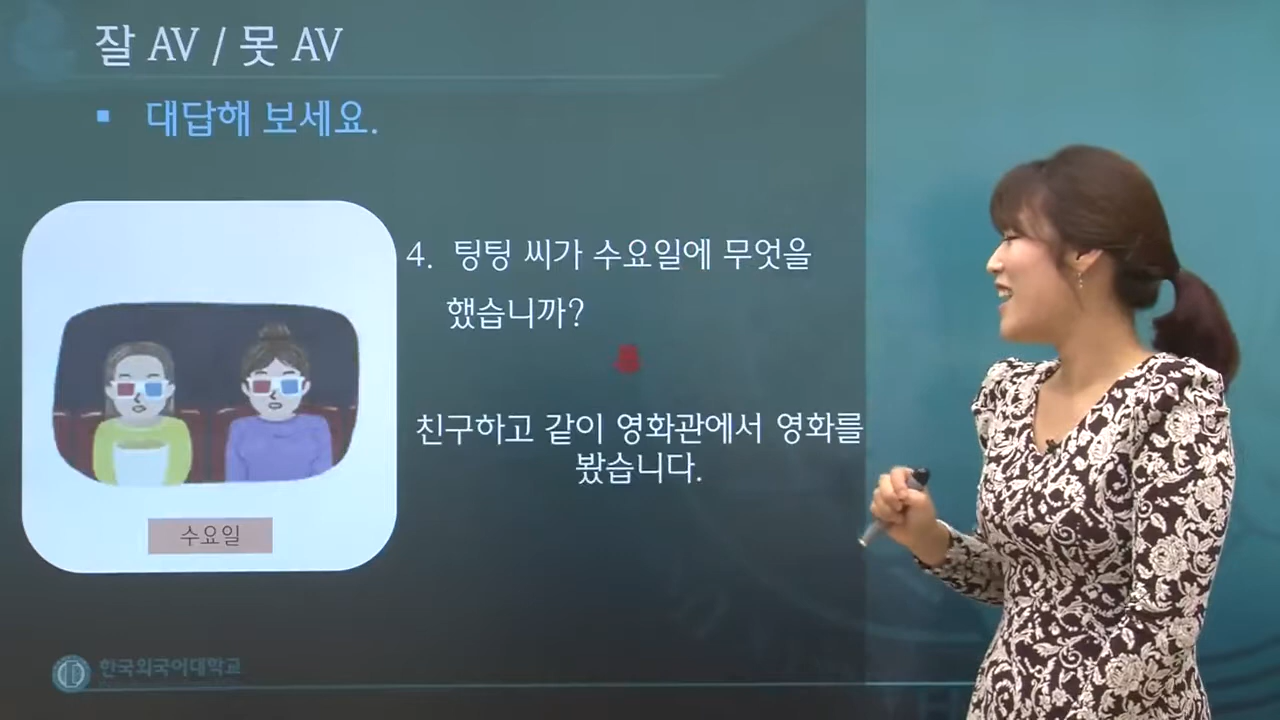 잘 AV / 못 AV
▪ 대답해 보세요.
4. 팅팅 씨가 수요일에 무엇을
했습니까?
친구하고 같이 영화관에서 영화를
봤습니다.
수요일
한국외국어대학교